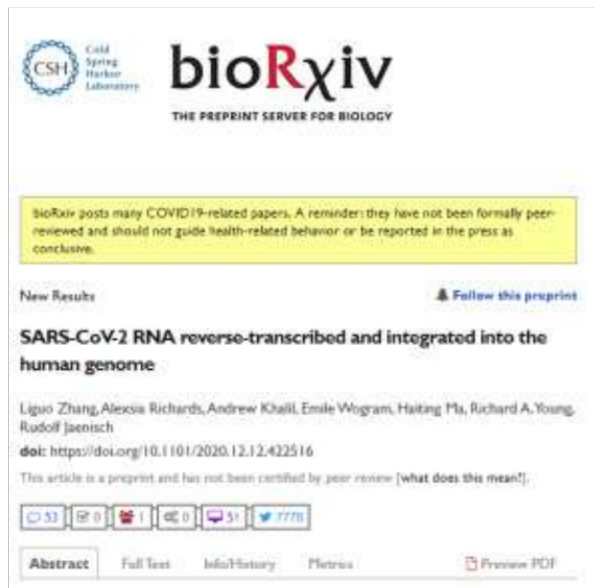 CSH Cold
Spring
Harbor
Laboratory
bioRχiv
THE PREPRINT SERVER FOR BIOLOGY
bioRxiv posts many COVID19-related papers. A reminder: they have not been formally peer-
reviewed and should not guide health-related behavior or be reported in the press as
conclusive.
New Results
Follow this preprint
SARS-CoV-2 RNA reverse-transcribed and integrated into the
human genome
Liguo Zhang, Alexsia Richards, Andrew Khalil, Emile Wogram, Haiting Ma, Richard A. Young,
Rudolf Jaenisch
doi: https://doi.org/10.1101/2020.12.12.422516
This article is a preprint and has not been certified by peer review [what does this mean?].
53 0 1 0 51 7778
Abstract Full Text Info/History Metrics Preview PDF